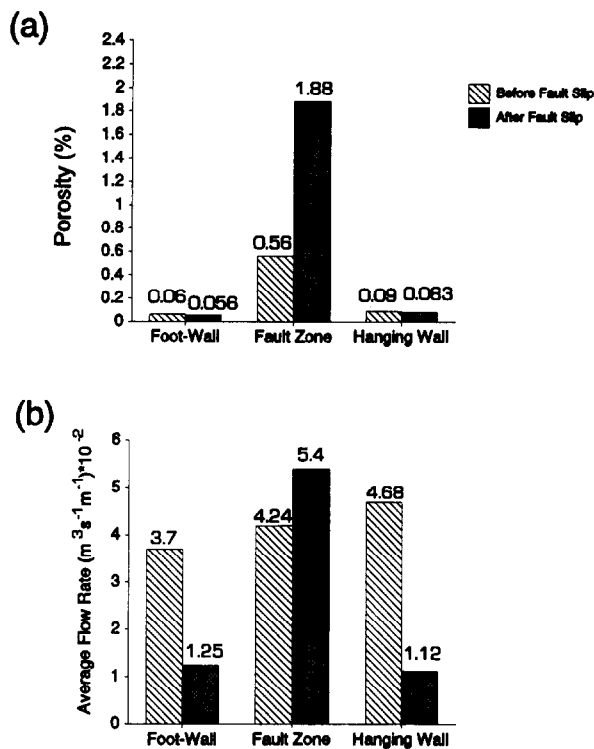 (a)
Porosity (%)
2.4
2.2
2
1.8
1.6
1.4
1.2
1
0.8
0.6
0.4
0.2
0
0.06
0.056
0.56
1.88
0.09
0.083
Foot-Wall
Fault Zone
Hanging Wall
Before Fault Slip
After Fault Slip
(b)
Average Flow Rate (m³s⁻¹m⁻¹)*10⁻²
6
5
4
3
2
1
0
3.7
1.25
4.24
5.4
4.68
1.12
Foot-Wall
Fault Zone
Hanging Wall